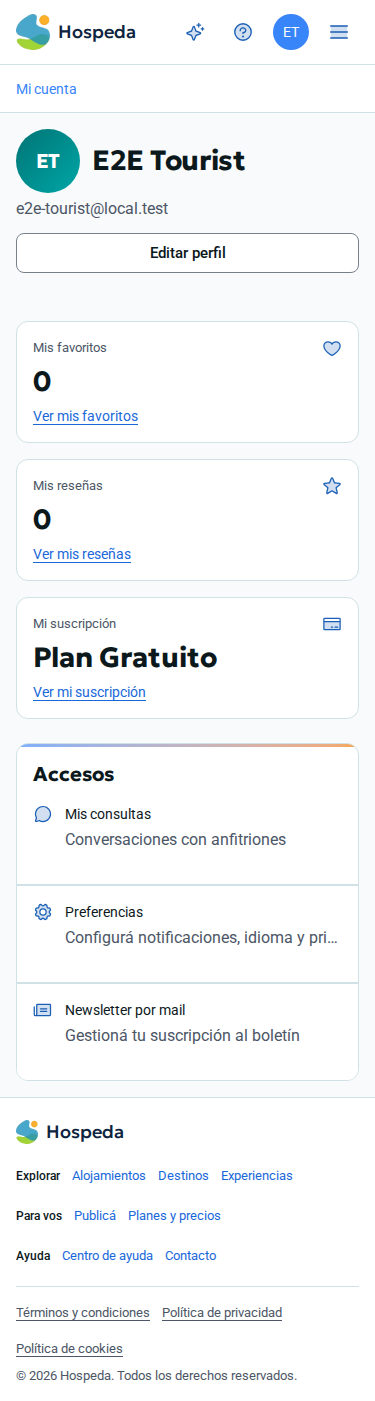 Hospeda
ET
Mi cuenta
ET
E2E Tourist
e2e-tourist@local.test
Editar perfil
Mis favoritos
0
Ver mis favoritos
Mis reseñas
0
Ver mis reseñas
Mi suscripción
Plan Gratuito
Ver mi suscripción
Accesos
Mis consultas
Conversaciones con anfitriones
Preferencias
Configurá notificaciones, idioma y pri...
Newsletter por mail
Gestioná tu suscripción al boletín
Hospeda
Explorar Alojamientos Destinos Experiencias
Para vos Publicá Planes y precios
Ayuda Centro de ayuda Contacto
Términos y condiciones Política de privacidad
Política de cookies
© 2026 Hospeda. Todos los derechos reservados.